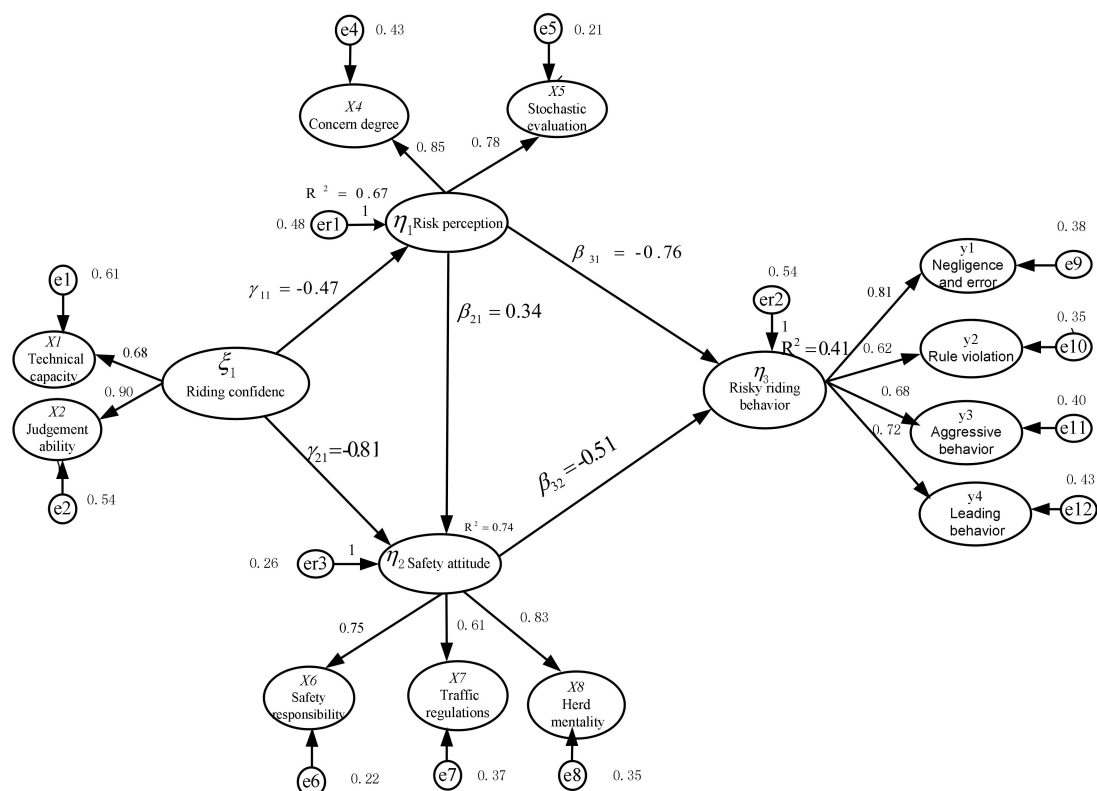 e4 0.43
e5 0.21
X4
Concern degree
X5
Stochastic
evaluation
0.85
0.78
R² = 0.67
0.48 er1 1
η₁ Risk perception
γ₁₁ = -0.47
β₃₁ = -0.76
β₂₁ = 0.34
e1 0.61
X1
Technical
capacity
0.68
0.90
X2
Judgement
ability
e2 0.54
ξ₁
Riding confidenc
γ₂₁=-0.81
β₃₂=-0.51
0.54
er2
1
R²=0.41
η₃
Risky riding
behavior
0.81
0.62
0.68
0.72
y1
Negligence
and error
0.38
e9
y2
Rule violation
0.35
e10
y3
Aggressive
behavior
0.40
e11
y4
Leading
behavior
0.43
e12
R²=0.74
0.26 er3 1
η₂ Safety attitude
0.75
0.61
0.83
X6
Safety
responsibility
X7
Traffic
regulations
X8
Herd
mentality
e6 0.22
e7 0.37
e8 0.35